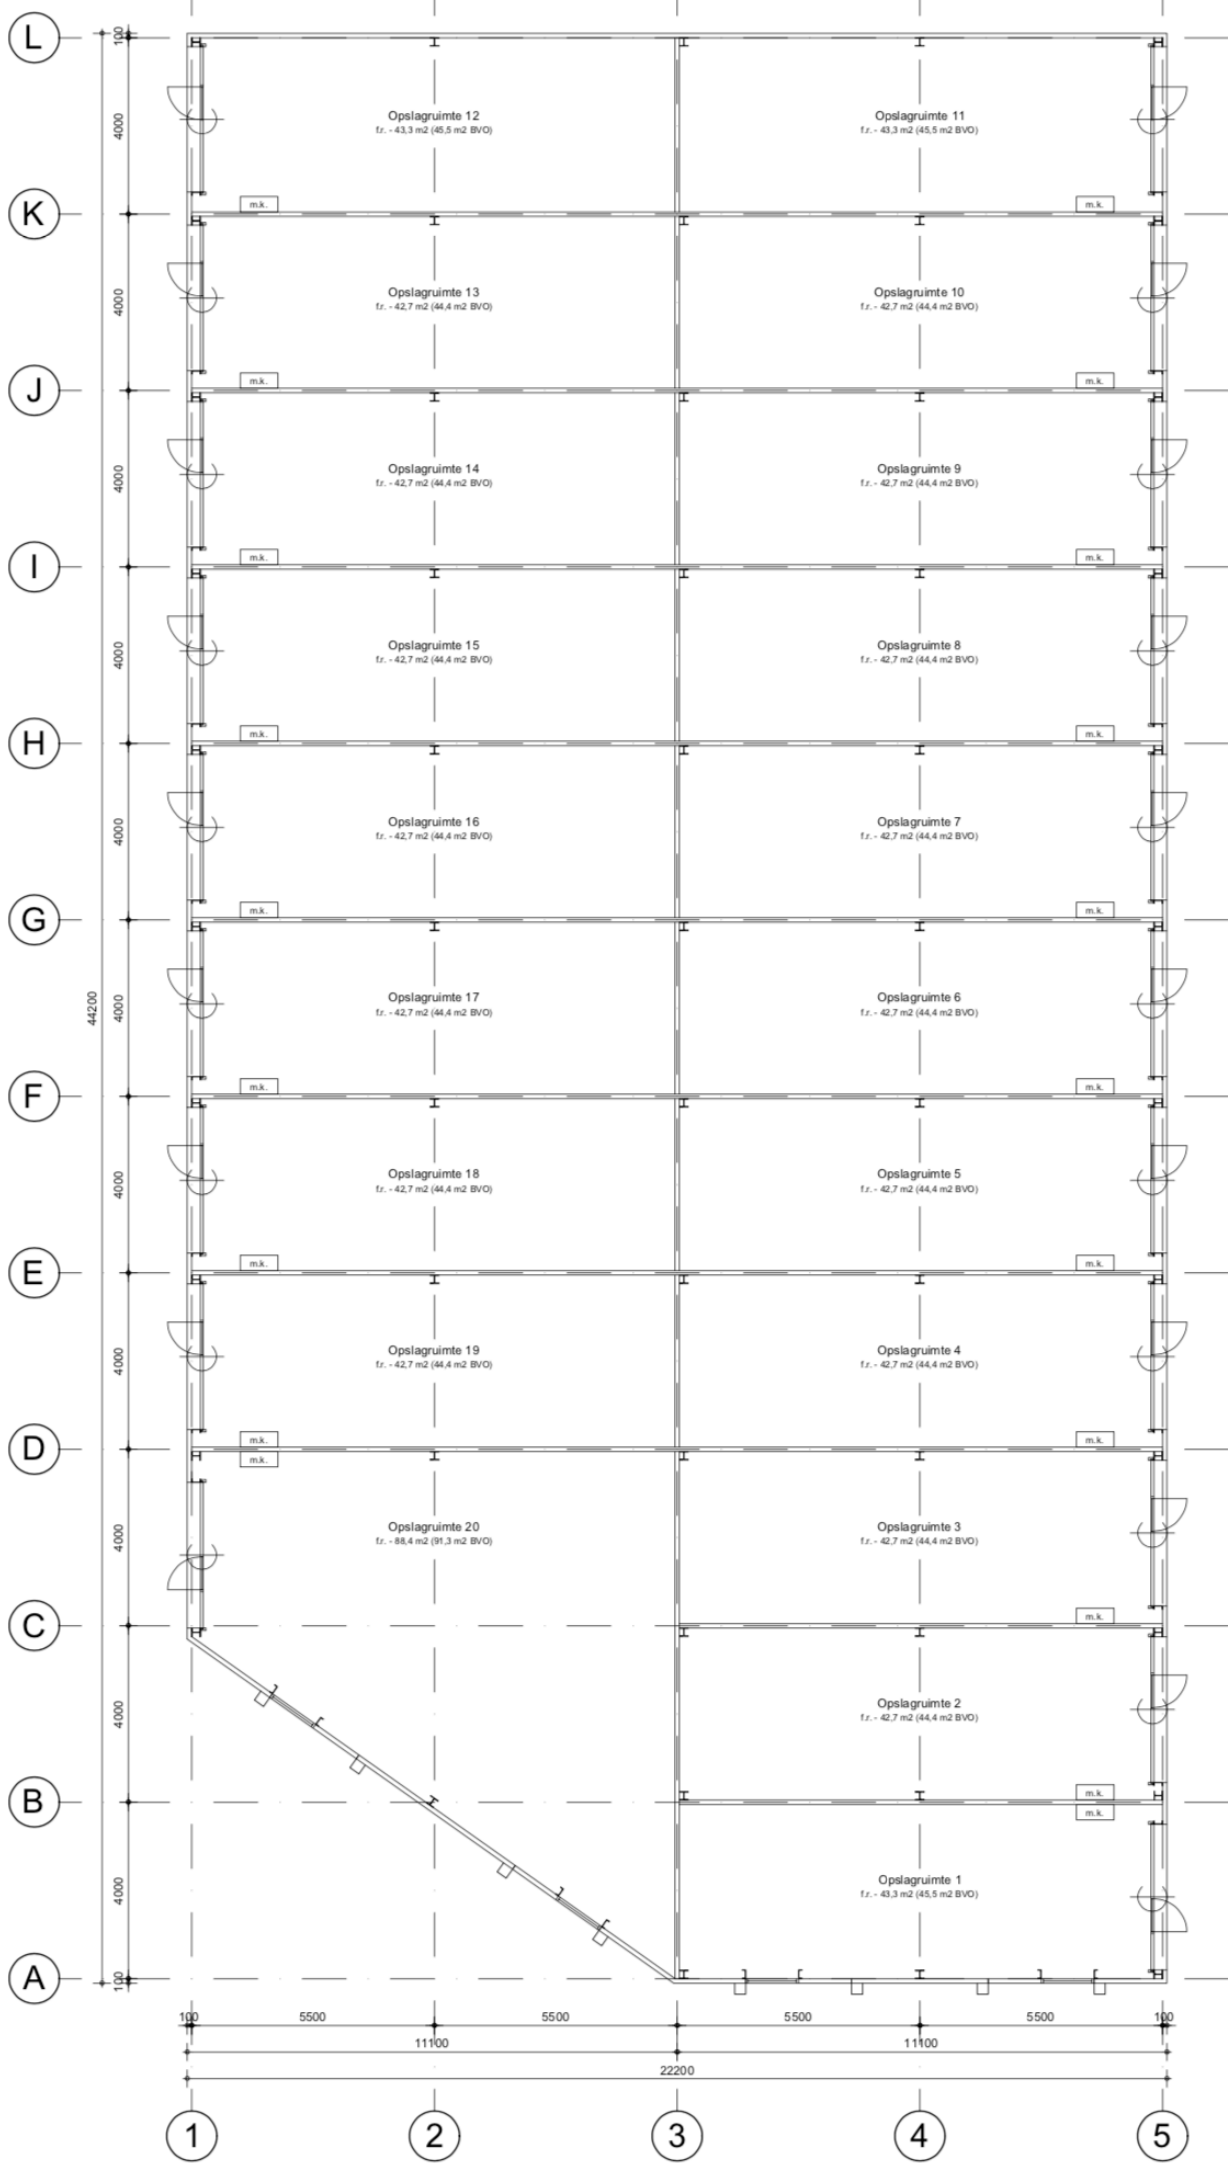 L
100
4000
Opslagruimte 12
f.r. - 43,3 m2 (45,5 m2 BVO)
Opslagruimte 11
f.r. - 43,3 m2 (45,5 m2 BVO)
m.k.
m.k.
K
4000
Opslagruimte 13
f.r. - 42,7 m2 (44,4 m2 BVO)
Opslagruimte 10
f.r. - 42,7 m2 (44,4 m2 BVO)
m.k.
m.k.
J
4000
Opslagruimte 14
f.r. - 42,7 m2 (44,4 m2 BVO)
Opslagruimte 9
f.r. - 42,7 m2 (44,4 m2 BVO)
m.k.
m.k.
I
4000
Opslagruimte 15
f.r. - 42,7 m2 (44,4 m2 BVO)
Opslagruimte 8
f.r. - 42,7 m2 (44,4 m2 BVO)
m.k.
m.k.
H
4000
Opslagruimte 16
f.r. - 42,7 m2 (44,4 m2 BVO)
Opslagruimte 7
f.r. - 42,7 m2 (44,4 m2 BVO)
m.k.
m.k.
G
44200
4000
Opslagruimte 17
f.r. - 42,7 m2 (44,4 m2 BVO)
Opslagruimte 6
f.r. - 42,7 m2 (44,4 m2 BVO)
m.k.
m.k.
F
4000
Opslagruimte 18
f.r. - 42,7 m2 (44,4 m2 BVO)
Opslagruimte 5
f.r. - 42,7 m2 (44,4 m2 BVO)
m.k.
m.k.
E
4000
Opslagruimte 19
f.r. - 42,7 m2 (44,4 m2 BVO)
Opslagruimte 4
f.r. - 42,7 m2 (44,4 m2 BVO)
m.k.
m.k.
D
m.k.
4000
Opslagruimte 20
f.r. - 88,4 m2 (91,3 m2 BVO)
Opslagruimte 3
f.r. - 42,7 m2 (44,4 m2 BVO)
m.k.
C
4000
Opslagruimte 2
f.r. - 42,7 m2 (44,4 m2 BVO)
m.k.
B
m.k.
4000
Opslagruimte 1
f.r. - 43,3 m2 (45,5 m2 BVO)
A
100
100
5500
5500
5500
5500
100
11100
11100
22200
1
2
3
4
5